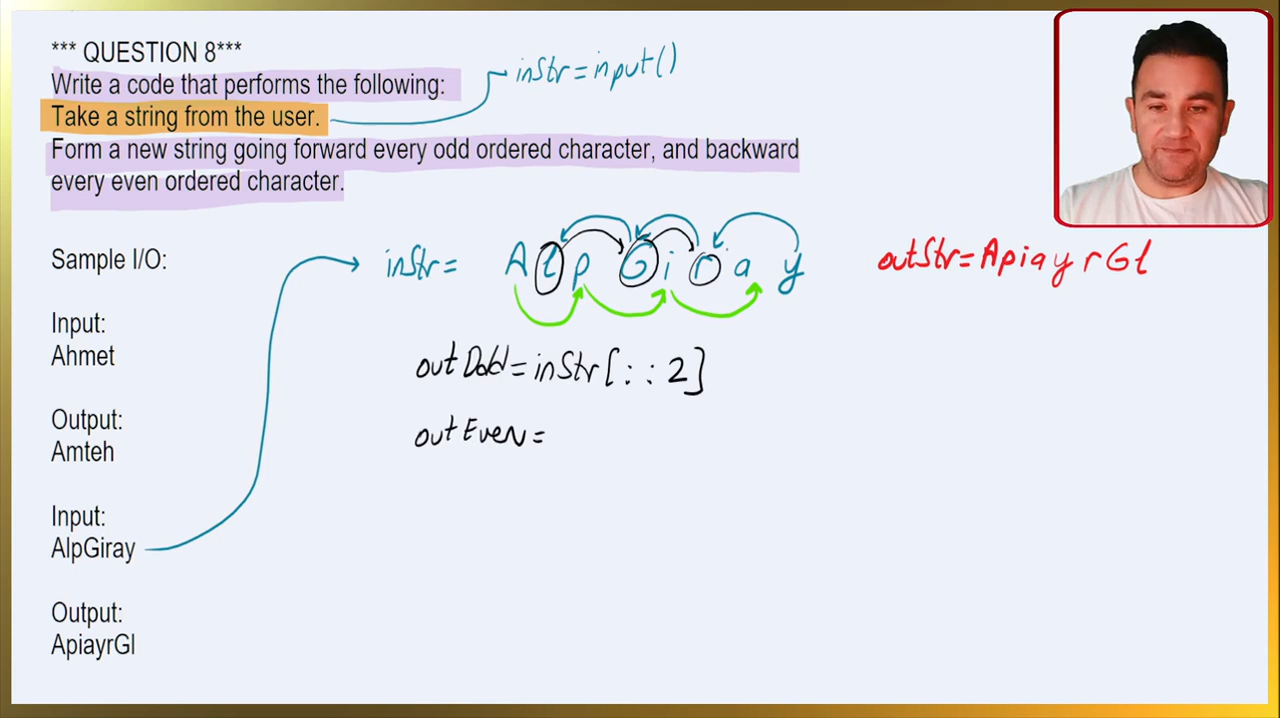 *** QUESTION 8***
Write a code that performs the following:
Take a string from the user.
Form a new string going forward every odd ordered character, and backward
every even ordered character.
inStr=input()
Sample I/O:
Input:
Ahmet
Output:
Amteh
Input:
AlpGiray
Output:
ApiayrGl
inStr= A l p G i r a y
outStr=ApiayrGl
outOdd=inStr[::2]
outEven=